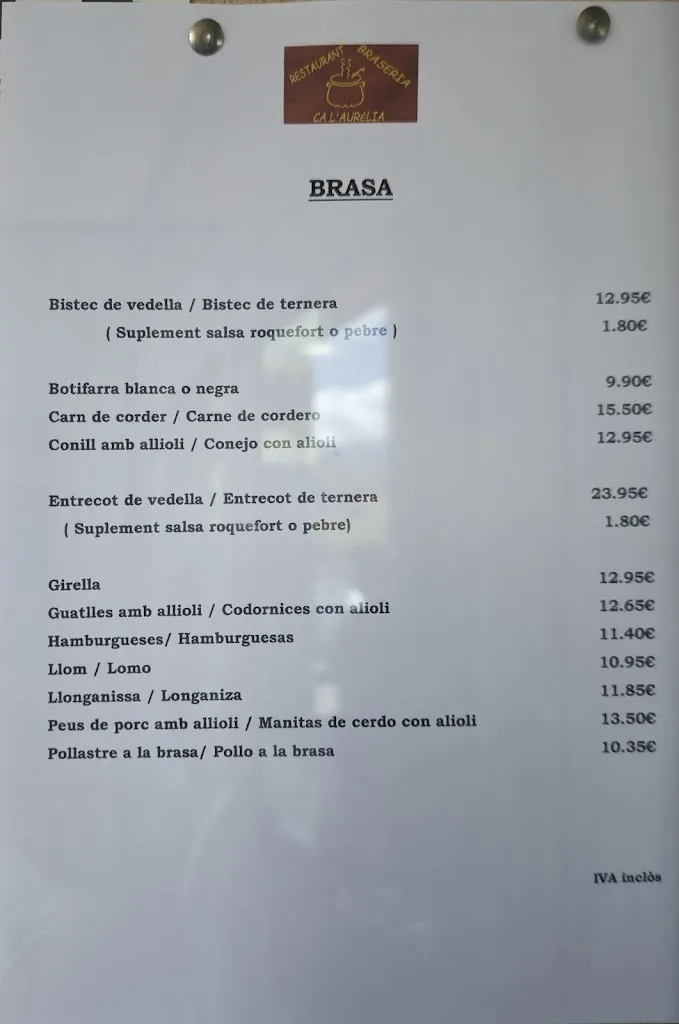 RESTAURANT BRASERIA
CA L'AURELIA
BRASA
Bistec de vedella / Bistec de ternera 12.95€
( Suplement salsa roquefort o pebre ) 1.80€
Botifarra blanca o negra 9.90€
Carn de corder / Carne de cordero 15.50€
Conill amb allioli / Conejo con alioli 12.95€
Entrecot de vedella / Entrecot de ternera 23.95€
( Suplement salsa roquefort o pebre) 1.80€
Girella 12.95€
Guatlles amb allioli / Codornices con alioli 12.65€
Hamburgueses/ Hamburguesas 11.40€
Llom / Lomo 10.95€
Llonganissa / Longaniza 11.85€
Peus de porc amb allioli / Manitas de cerdo con alioli 13.50€
Pollastre a la brasa/ Pollo a la brasa 10.35€
IVA inclòs